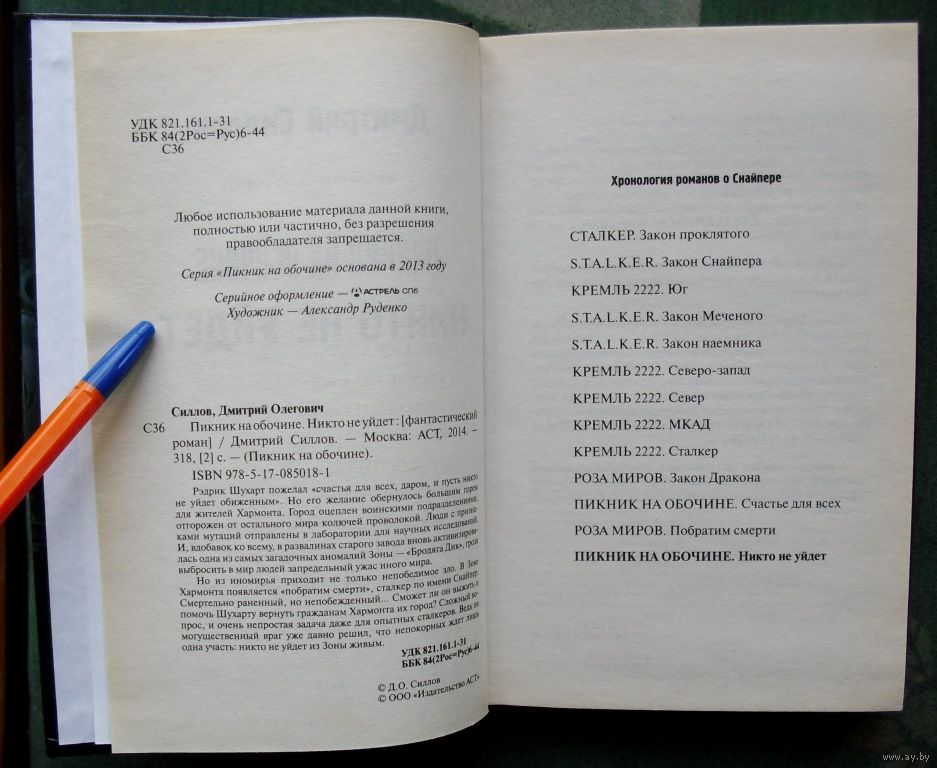 УДК 821.161.1-31
ББК 84(2Рос=Рус)6-44
С36
Любое использование материала данной книги,
полностью или частично, без разрешения
правообладателя запрещается.
Серия «Пикник на обочине» основана в 2013 году
Серийное оформление — АСТРЕЛЬ СПб
Художник — Александр Руденко
Силлов, Дмитрий Олегович
С36 Пикник на обочине. Никто не уйдет : [фантастический
роман] / Дмитрий Силлов. — Москва: АСТ, 2014. –
318, [2] с. — (Пикник на обочине).
ISBN 978-5-17-085018-1
Рэдрик Шухарт пожелал «счастья для всех, даром, и пусть никто
не уйдет обиженным». Но его желание обернулось большим горем
для жителей Хармонта. Город оцеплен воинскими подразделениями,
отгорожен от остального мира колючей проволокой. Люди с призна-
ками мутаций отправлены в лаборатории для научных исследований.
И, вдобавок ко всему, в развалинах старого завода вновь активизирова-
лась одна из самых загадочных аномалий Зоны — «Бродяга Дик», грозя
выбросить в мир людей запредельный ужас иного мира.
Но из иномирья приходит не только непобедимое зло. В Зоне
Хармонта появляется «побратим смерти», сталкер по имени Снайпер.
Смертельно раненный, но непобежденный... Сможет ли он выжить и
помочь Шухарту вернуть гражданам Хармонта их город? Сложный во-
прос, и очень непростая задача даже для опытных сталкеров. Ведь их
могущественный враг уже давно решил, что непокорных ждет лишь
одна участь: никто не уйдет из Зоны живым.
УДК 821.161.1-31
ББК 84(2Рос=Рус)6-44
© Д.О. Силлов
© ООО «Издательство АСТ»
Хронология романов о Снайпере
СТАЛКЕР. Закон проклятого
S.T.A.L.K.E.R. Закон Снайпера
КРЕМЛЬ 2222. Юг
S.T.A.L.K.E.R. Закон Меченого
S.T.A.L.K.E.R. Закон наемника
КРЕМЛЬ 2222. Северо-запад
КРЕМЛЬ 2222. Север
КРЕМЛЬ 2222. МКАД
КРЕМЛЬ 2222. Сталкер
РОЗА МИРОВ. Закон Дракона
ПИКНИК НА ОБОЧИНЕ. Счастье для всех
РОЗА МИРОВ. Побратим смерти
ПИКНИК НА ОБОЧИНЕ. Никто не уйдет
www.ay.by